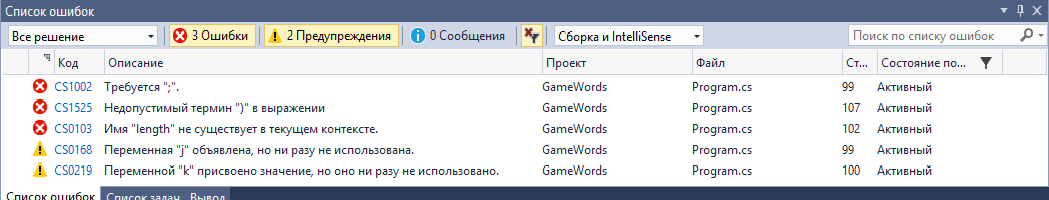 Список ошибок
Все решение 3 Ошибки 2 Предупреждения 0 Сообщения Сборка и IntelliSense Поиск по списку ошибок
Код Описание Проект Файл Ст... Состояние по...
CS1002 Требуется ";". GameWords Program.cs 99 Активный
CS1525 Недопустимый термин ")" в выражении GameWords Program.cs 107 Активный
CS0103 Имя "length" не существует в текущем контексте. GameWords Program.cs 102 Активный
CS0168 Переменная "j" объявлена, но ни разу не использована. GameWords Program.cs 99 Активный
CS0219 Переменной "k" присвоено значение, но оно ни разу не использовано. GameWords Program.cs 100 Активный
Список ошибок Список задач Вывод